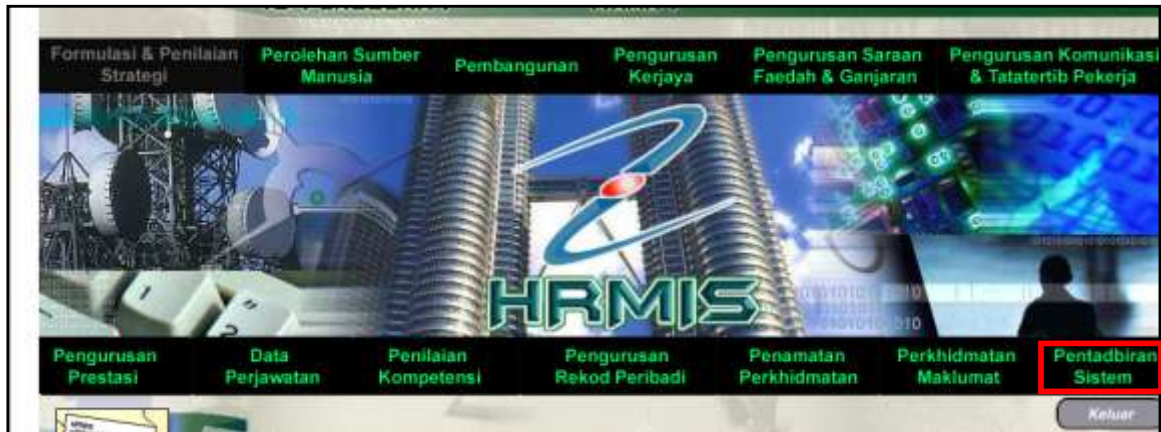 Formulasi & Penilaian
Strategi
Perolehan Sumber
Manusia
Pembangunan
Pengurusan
Kerjaya
Pengurusan Saraan
Faedah & Ganjaran
Pengurusan Komunikasi
& Tatatertib Pekerja
HRMIS
Pengurusan
Prestasi
Data
Perjawatan
Penilaian
Kompetensi
Pengurusan
Rekod Peribadi
Penamatan
Perkhidmatan
Perkhidmatan
Maklumat
Pentadbiran
Sistem
Keluar